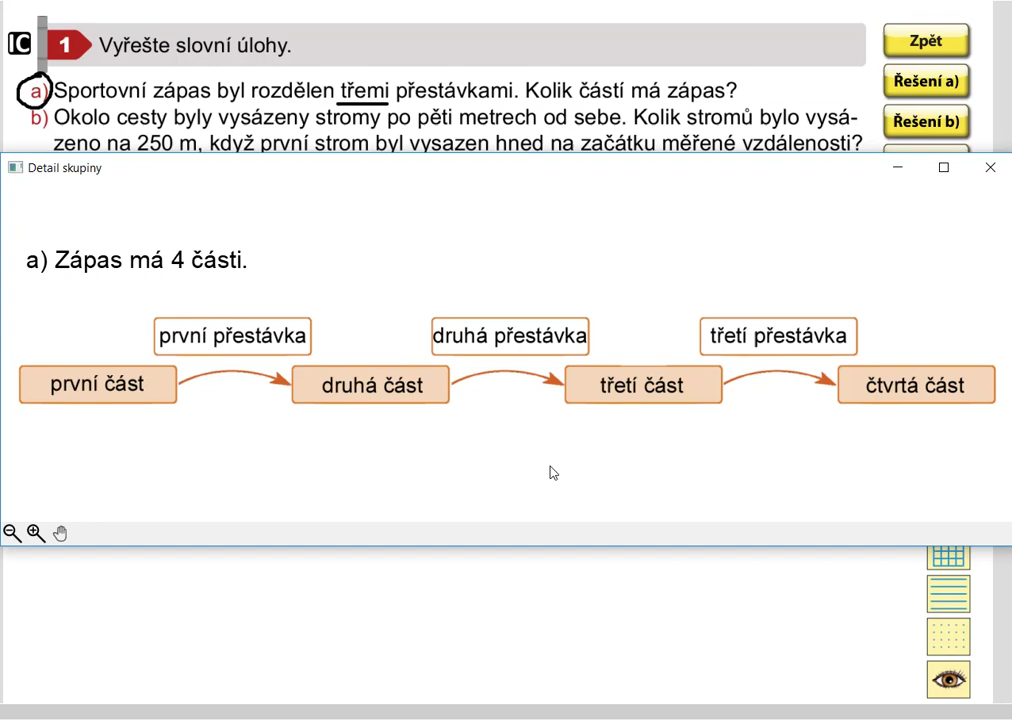 IC
1 Vyřešte slovní úlohy.
Zpět
a) Sportovní zápas byl rozdělen třemi přestávkami. Kolik částí má zápas?
Řešení a)
b) Okolo cesty byly vysázeny stromy po pěti metrech od sebe. Kolik stromů bylo vysá-
Řešení b)
zeno na 250 m, když první strom byl vysazen hned na začátku měřené vzdálenosti?
Detail skupiny
a) Zápas má 4 části.
první přestávka druhá přestávka třetí přestávka
první část druhá část třetí část čtvrtá část